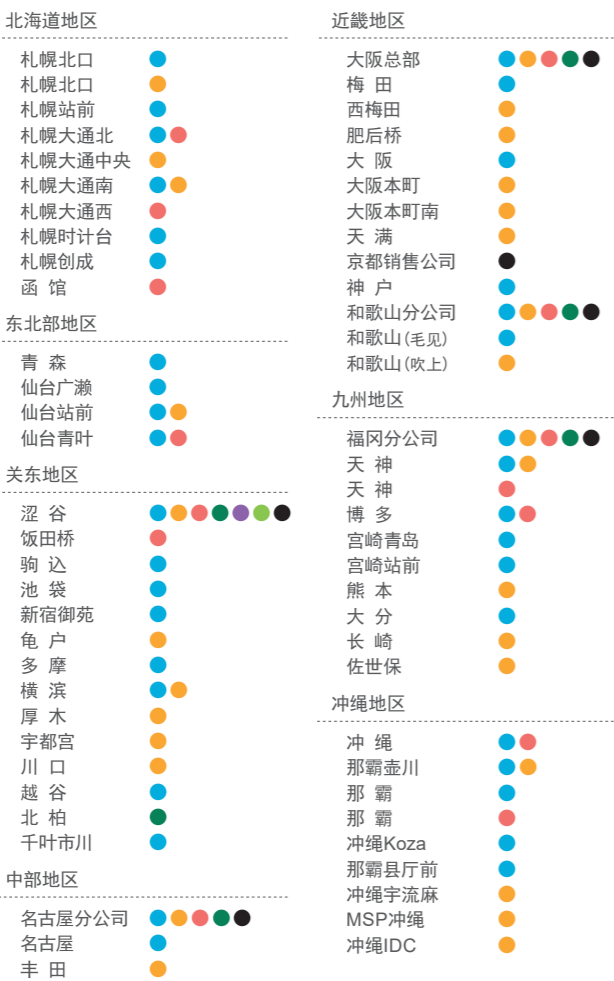 北海道地区
札幌北口
札幌北口
札幌站前
札幌大通北
札幌大通中央
札幌大通南
札幌大通西
札幌时计台
札幌创成
函 馆
东北部地区
青 森
仙台广濑
仙台站前
仙台青叶
关东地区
涩 谷
饭田桥
驹 込
池 袋
新宿御苑
龟 户
多 摩
横 滨
厚 木
宇都宫
川 口
越 谷
北 柏
千叶市川
中部地区
名古屋分公司
名古屋
丰 田
近畿地区
大阪总部
梅 田
西梅田
肥后桥
大 阪
大阪本町
大阪本町南
天 满
京都销售公司
神 户
和歌山分公司
和歌山(毛见)
和歌山(吹上)
九州地区
福冈分公司
天 神
天 神
博 多
宫崎青岛
宫崎站前
熊 本
大 分
长 崎
佐世保
冲绳地区
冲 绳
那霸壶川
那 霸
那 霸
冲绳Koza
那霸县厅前
冲绳宇流麻
MSP冲绳
冲绳IDC